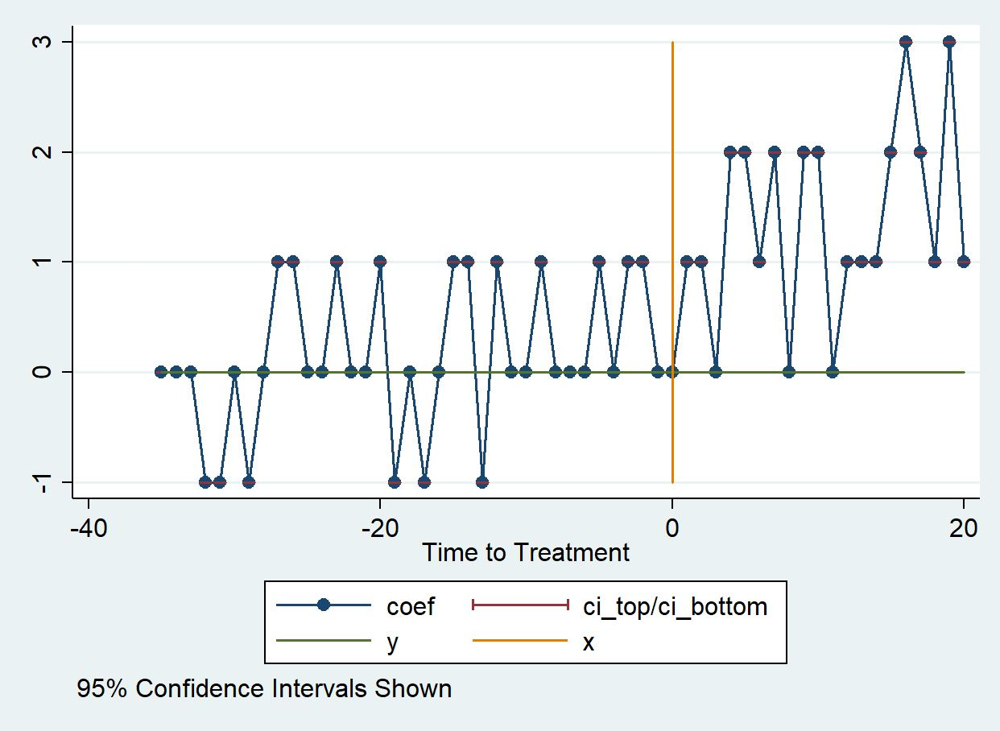 3
2
1
0
-1
-40 -20 0 20
Time to Treatment
coef ci_top/ci_bottom
y x
95% Confidence Intervals Shown